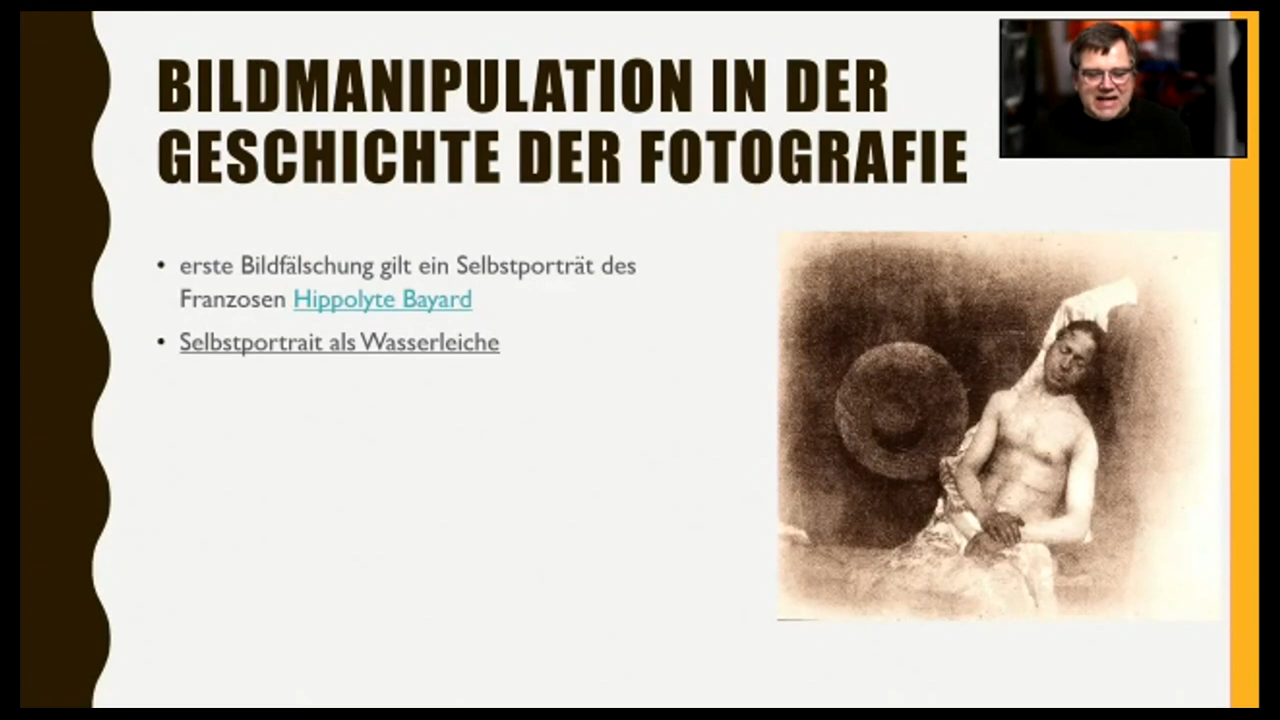 BILDMANIPULATION IN DER
GESCHICHTE DER FOTOGRAFIE
• erste Bildfälschung gilt ein Selbstporträt des
Franzosen Hippolyte Bayard
• Selbstportrait als Wasserleiche